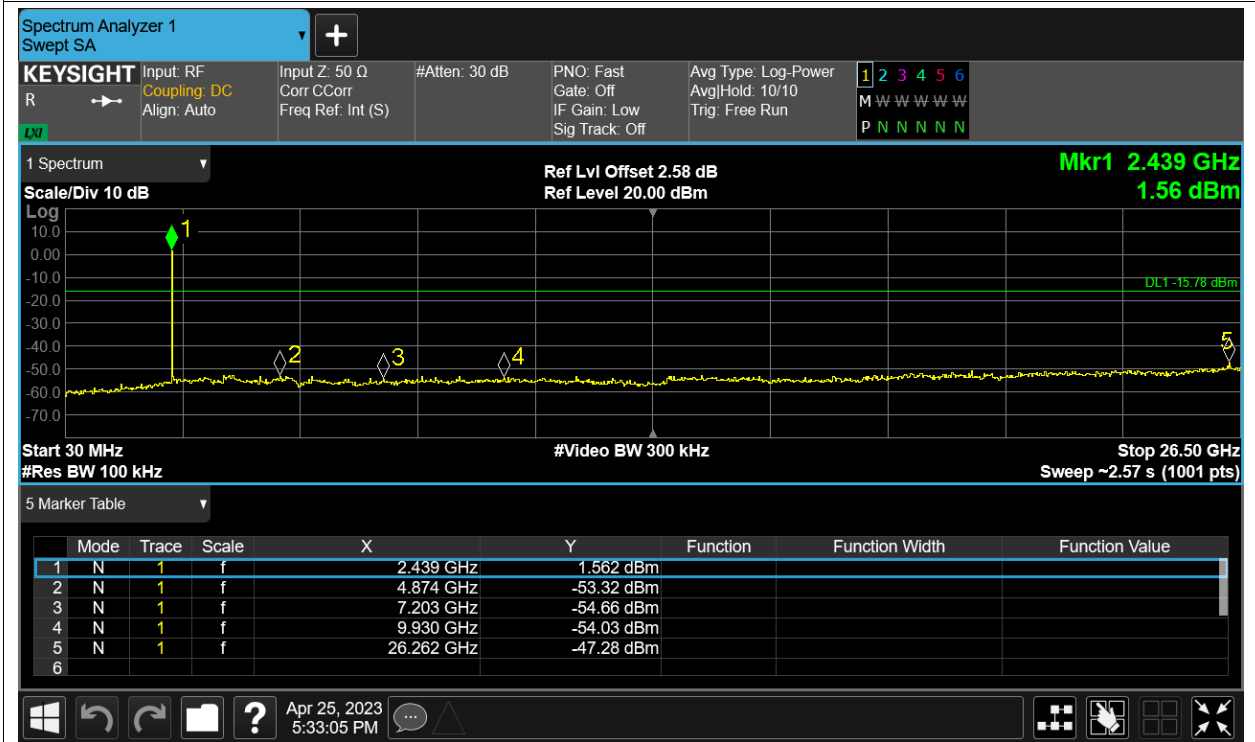 Spectrum Analyzer 1
Swept SA
+
KEYSIGHT
R
LXI
Input: RF
Coupling: DC
Align: Auto
Input Z: 50 Ω
Corr CCorr
Freq Ref: Int (S)
#Atten: 30 dB
PNO: Fast
Gate: Off
IF Gain: Low
Sig Track: Off
Avg Type: Log-Power
Avg|Hold: 10/10
Trig: Free Run
1 2 3 4 5 6
M W W W W W
P N N N N N
1 Spectrum
Scale/Div 10 dB
Ref Lvl Offset 2.58 dB
Ref Level 20.00 dBm
Mkr1 2.439 GHz
1.56 dBm
Log
10.0
0.00
-10.0
-20.0
-30.0
-40.0
-50.0
-60.0
-70.0
1
2
3
4
5
DL1 -15.78 dBm
Start 30 MHz
#Video BW 300 kHz
Stop 26.50 GHz
#Res BW 100 kHz
Sweep ~2.57 s (1001 pts)
5 Marker Table
Mode Trace Scale X Y Function Function Width Function Value
1 N 1 f 2.439 GHz 1.562 dBm
2 N 1 f 4.874 GHz -53.32 dBm
3 N 1 f 7.203 GHz -54.66 dBm
4 N 1 f 9.930 GHz -54.03 dBm
5 N 1 f 26.262 GHz -47.28 dBm
6
?
Apr 25, 2023
5:33:05 PM